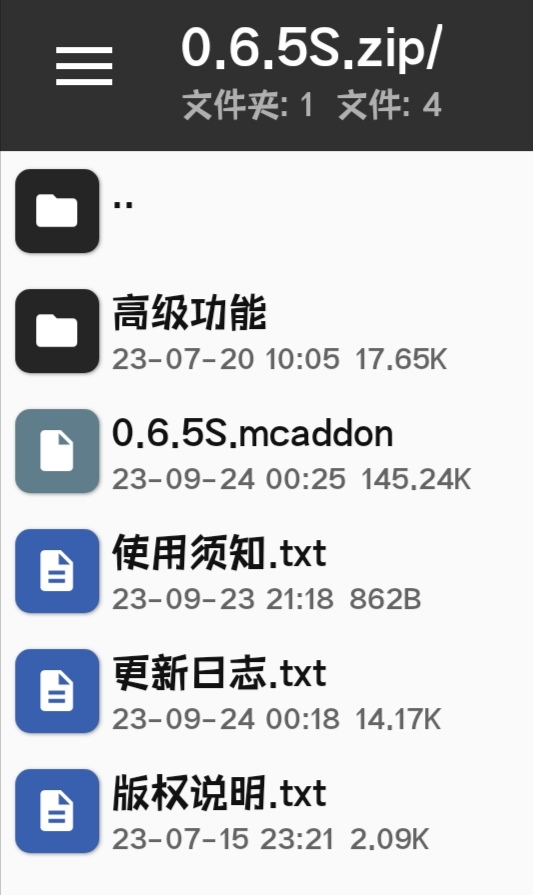 0.6.5S.zip/
文件夹: 1 文件: 4
..
高级功能
23-07-20 10:05 17.65K
0.6.5S.mcaddon
23-09-24 00:25 145.24K
使用须知.txt
23-09-23 21:18 862B
更新日志.txt
23-09-24 00:18 14.17K
版权说明.txt
23-07-15 23:21 2.09K